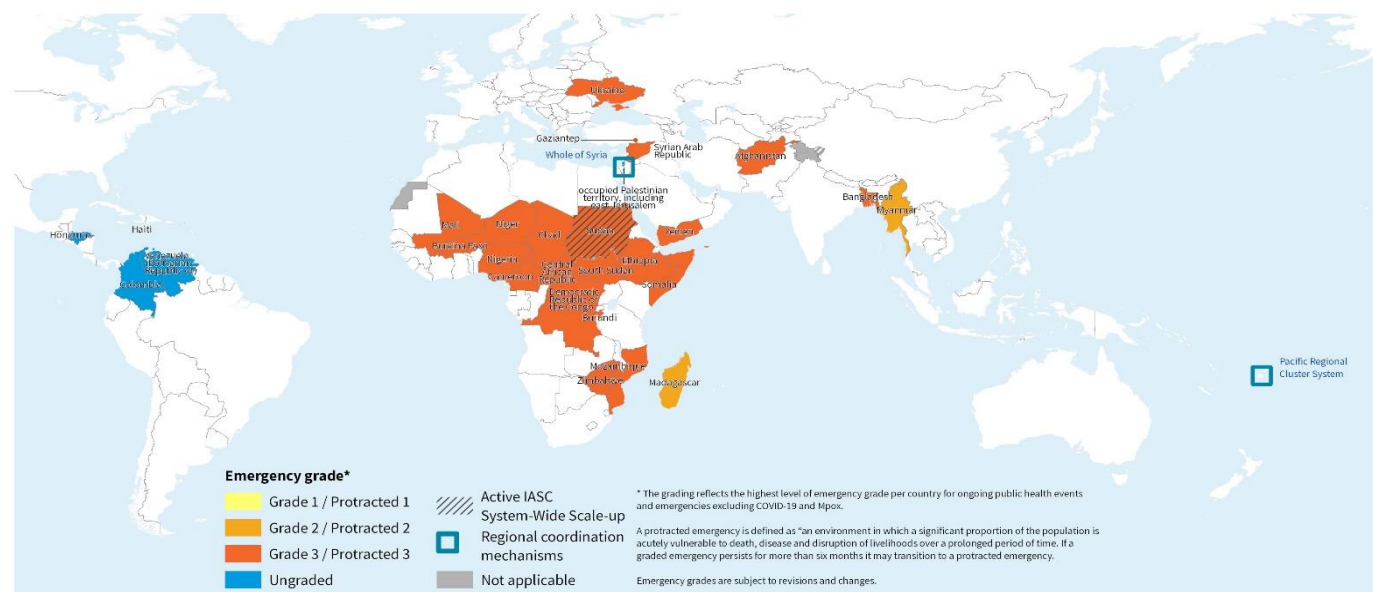 Ukraine
Gaziantep
Whole of Syria
Syrian Arab
Republic
Afghanistan
occupied Palestinian
territory, including
east Jerusalem
Bangladesh
Myanmar
Haiti
Honduras
Venezuela
(Bolivarian
Republic of)
Colombia
Mali
Niger
Chad
Sudan
Yemen
Burkina Faso
Nigeria
Ethiopia
Cameroon
Central
African
Republic
South Sudan
Somalia
Democratic
Republic of
the Congo
Burundi
Mozambique
Zimbabwe
Madagascar
Pacific Regional
Cluster System
Emergency grade*
Grade 1 / Protracted 1
Grade 2 / Protracted 2
Grade 3 / Protracted 3
Ungraded
Active IASC
System-Wide Scale-up
Regional coordination
mechanisms
Not applicable
* The grading reflects the highest level of emergency grade per country for ongoing public health events
and emergencies excluding COVID-19 and Mpox.
A protracted emergency is defined as “an environment in which a significant proportion of the population is
acutely vulnerable to death, disease and disruption of livelihoods over a prolonged period of time. If a
graded emergency persists for more than six months it may transition to a protracted emergency.
Emergency grades are subject to revisions and changes.